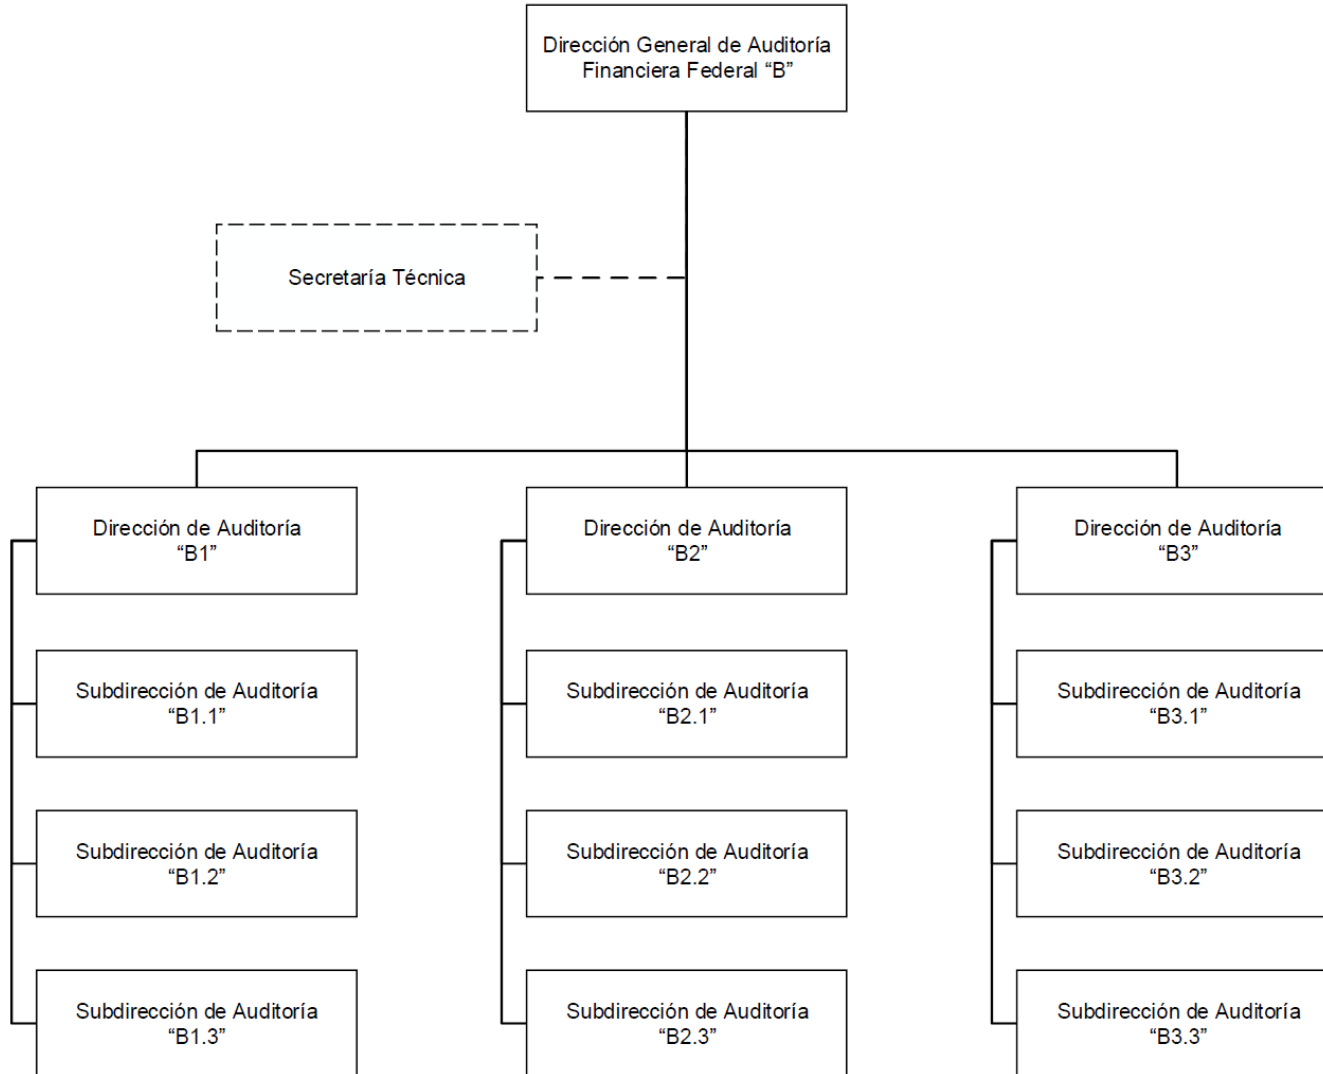 Dirección General de Auditoría
Financiera Federal “B”
Secretaría Técnica
Dirección de Auditoría
“B1”
Dirección de Auditoría
“B2”
Dirección de Auditoría
“B3”
Subdirección de Auditoría
“B1.1”
Subdirección de Auditoría
“B2.1”
Subdirección de Auditoría
“B3.1”
Subdirección de Auditoría
“B1.2”
Subdirección de Auditoría
“B2.2”
Subdirección de Auditoría
“B3.2”
Subdirección de Auditoría
“B1.3”
Subdirección de Auditoría
“B2.3”
Subdirección de Auditoría
“B3.3”